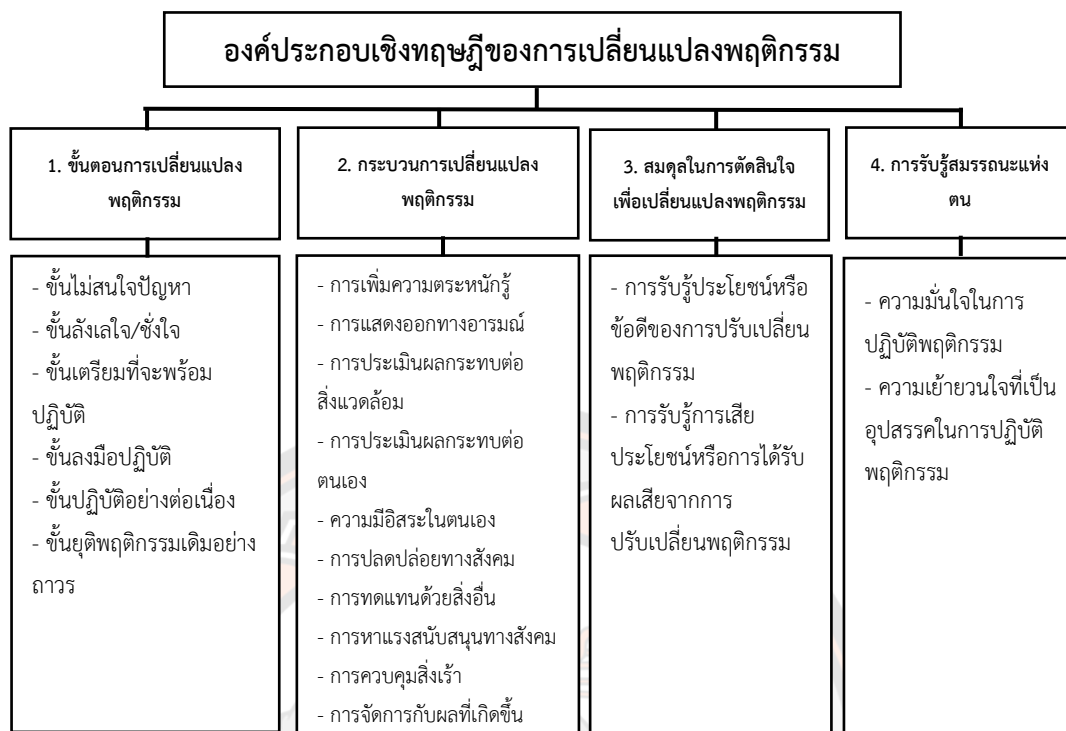 องค์ประกอบเชิงทฤษฎีของการเปลี่ยนแปลงพฤติกรรม
1. ขั้นตอนการเปลี่ยนแปลง
พฤติกรรม
2. กระบวนการเปลี่ยนแปลง
พฤติกรรม
3. สมดุลในการตัดสินใจ
เพื่อเปลี่ยนแปลงพฤติกรรม
4. การรับรู้สมรรถนะแห่ง
ตน
- ขั้นไม่สนใจปัญหา
- ขั้นลังเลใจ/ชั่งใจ
- ขั้นเตรียมที่จะพร้อม
ปฏิบัติ
- ขั้นลงมือปฏิบัติ
- ขั้นปฏิบัติอย่างต่อเนื่อง
- ขั้นยุติพฤติกรรมเดิมอย่าง
ถาวร
- การเพิ่มความตระหนักรู้
- การแสดงออกทางอารมณ์
- การประเมินผลกระทบต่อ
สิ่งแวดล้อม
- การประเมินผลกระทบต่อ
ตนเอง
- ความมีอิสระในตนเอง
- การปลดปล่อยทางสังคม
- การทดแทนด้วยสิ่งอื่น
- การหาแรงสนับสนุนทางสังคม
- การควบคุมสิ่งเร้า
- การจัดการกับผลที่เกิดขึ้น
- การรับรู้ประโยชน์หรือ
ข้อดีของการปรับเปลี่ยน
พฤติกรรม
- การรับรู้การเสีย
ประโยชน์หรือการได้รับ
ผลเสียจากการ
ปรับเปลี่ยนพฤติกรรม
- ความมั่นใจในการ
ปฏิบัติพฤติกรรม
- ความเย้ายวนใจที่เป็น
อุปสรรคในการปฏิบัติ
พฤติกรรม